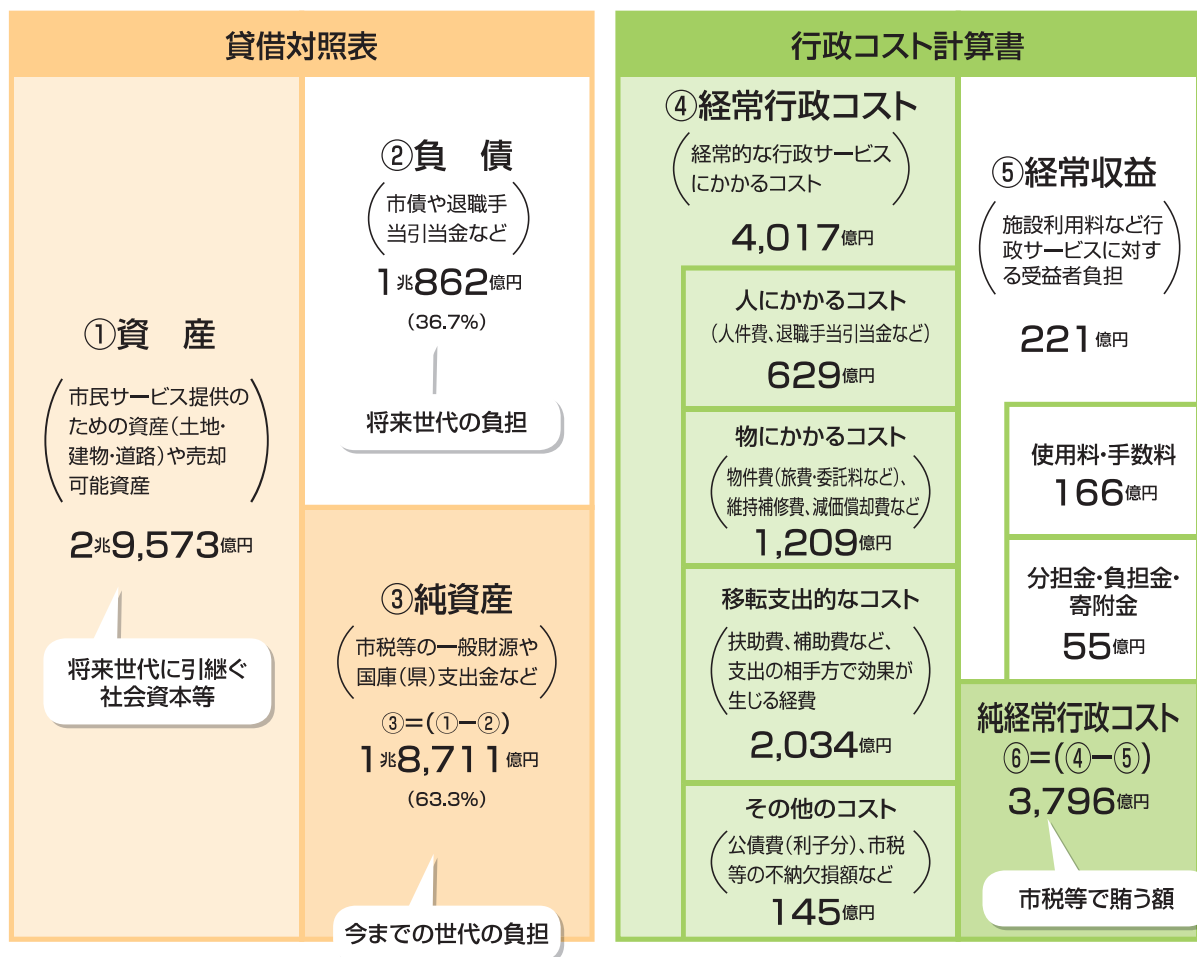 貸借対照表
①資　産
市民サービス提供の
ための資産（土地・
建物・道路）や売却
可能資産
2兆9,573億円
将来世代に引継ぐ
社会資本等
②負　債
市債や退職手
当引当金など
1兆862億円
（36.7％）
将来世代の負担
③純資産
市税等の一般財源や
国庫（県）支出金など
③＝（①ー②）
1兆8,711億円
（63.3％）
今までの世代の負担
行政コスト計算書
④経常行政コスト
経常的な行政サービス
にかかるコスト
4,017億円
人にかかるコスト
（人件費、退職手当引当金など）
629億円
物にかかるコスト
物件費（旅費・委託料など）、
維持補修費、減価償却費など
1,209億円
移転支出的なコスト
扶助費、補助費など、
支出の相手方で効果が
生じる経費
2,034億円
その他のコスト
公債費（利子分）、市税
等の不納欠損額など
145億円
⑤経常収益
施設利用料など行
政サービスに対す
る受益者負担
221億円
使用料・手数料
166億円
分担金・負担金・
寄附金
55億円
純経常行政コスト
⑥＝（④ー⑤）
3,796億円
市税等で賄う額